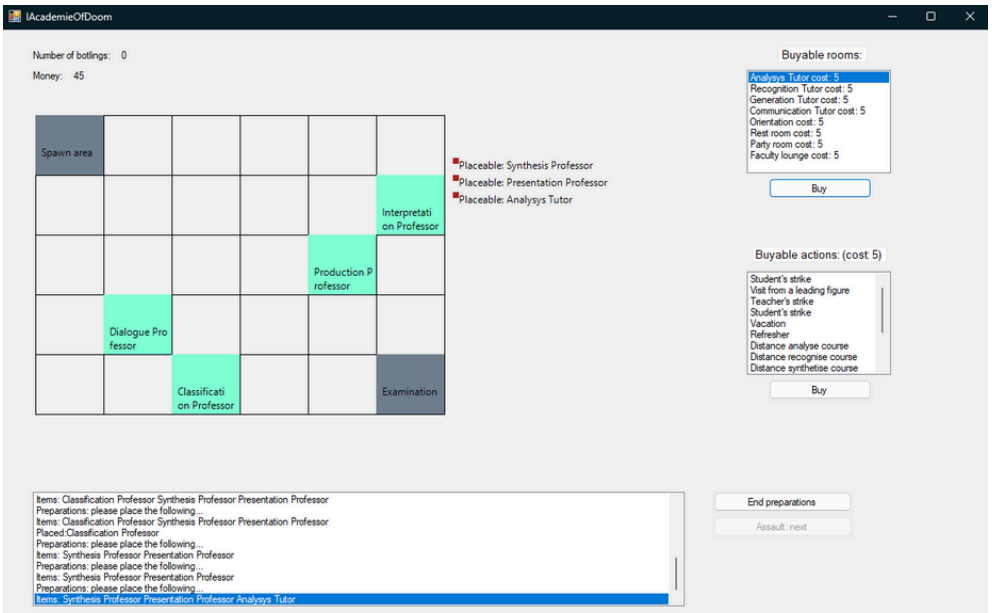 IAcademieOfDoom
Number of botlings: 0
Money: 45
Spawn area
Interpretati
on Professor
Production P
rofessor
Dialogue Pro
fessor
Classificati
on Professor
Examination
Placeable: Synthesis Professor
Placeable: Presentation Professor
Placeable: Analysys Tutor
Buyable rooms:
Analysys Tutor cost: 5
Recognition Tutor cost: 5
Generation Tutor cost: 5
Communication Tutor cost: 5
Orientation cost: 5
Rest room cost: 5
Party room cost: 5
Faculty lounge cost: 5
Buy
Buyable actions: (cost: 5)
Student's strike
Visit from a leading figure
Teacher's strike
Student's strike
Vacation
Refresher
Distance analyse course
Distance recognise course
Distance synthetise course
Buy
Items: Classification Professor Synthesis Professor Presentation Professor
Preparations: please place the following...
Items: Classification Professor Synthesis Professor Presentation Professor
Placed:Classification Professor
Preparations: please place the following...
Items: Synthesis Professor Presentation Professor
Preparations: please place the following...
Items: Synthesis Professor Presentation Professor
Preparations: please place the following...
Items: Synthesis Professor Presentation Professor Analysys Tutor
End preparations
Assault: next